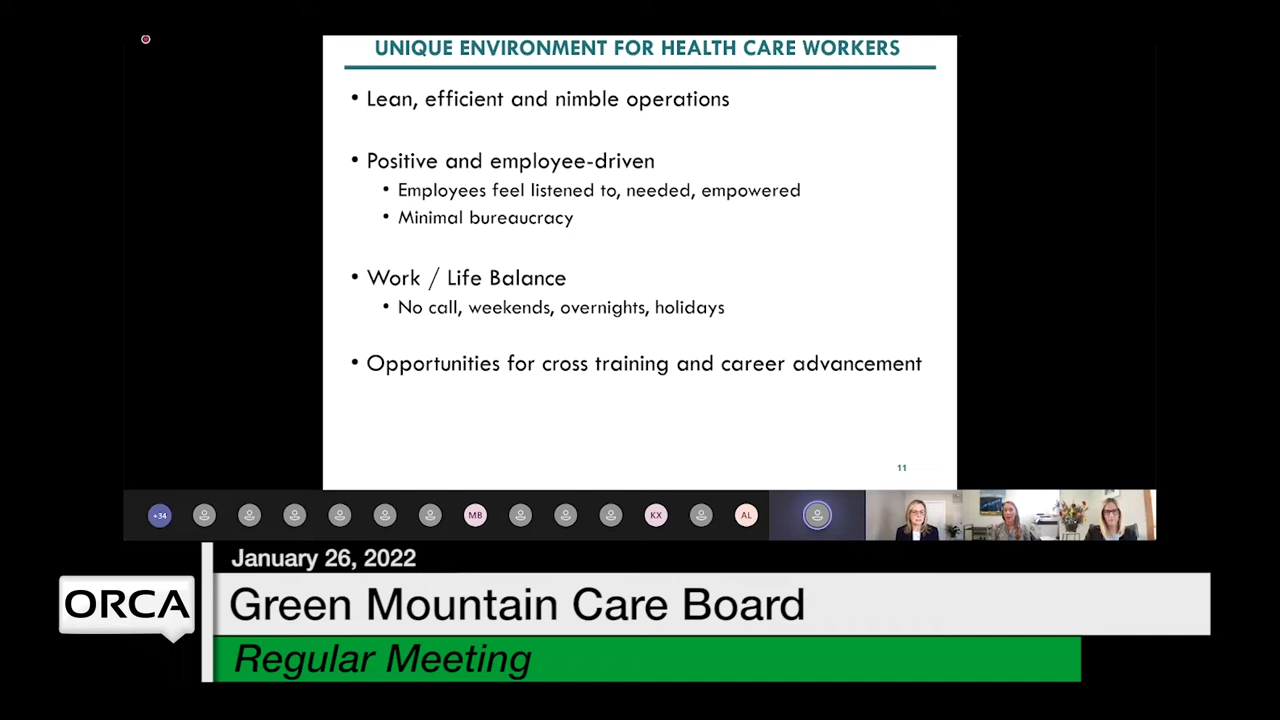 UNIQUE ENVIRONMENT FOR HEALTH CARE WORKERS
• Lean, efficient and nimble operations
• Positive and employee-driven
• Employees feel listened to, needed, empowered
• Minimal bureaucracy
• Work / Life Balance
• No call, weekends, overnights, holidays
• Opportunities for cross training and career advancement
11
+34 MB KX AL
January 26, 2022
ORCA
Green Mountain Care Board
Regular Meeting